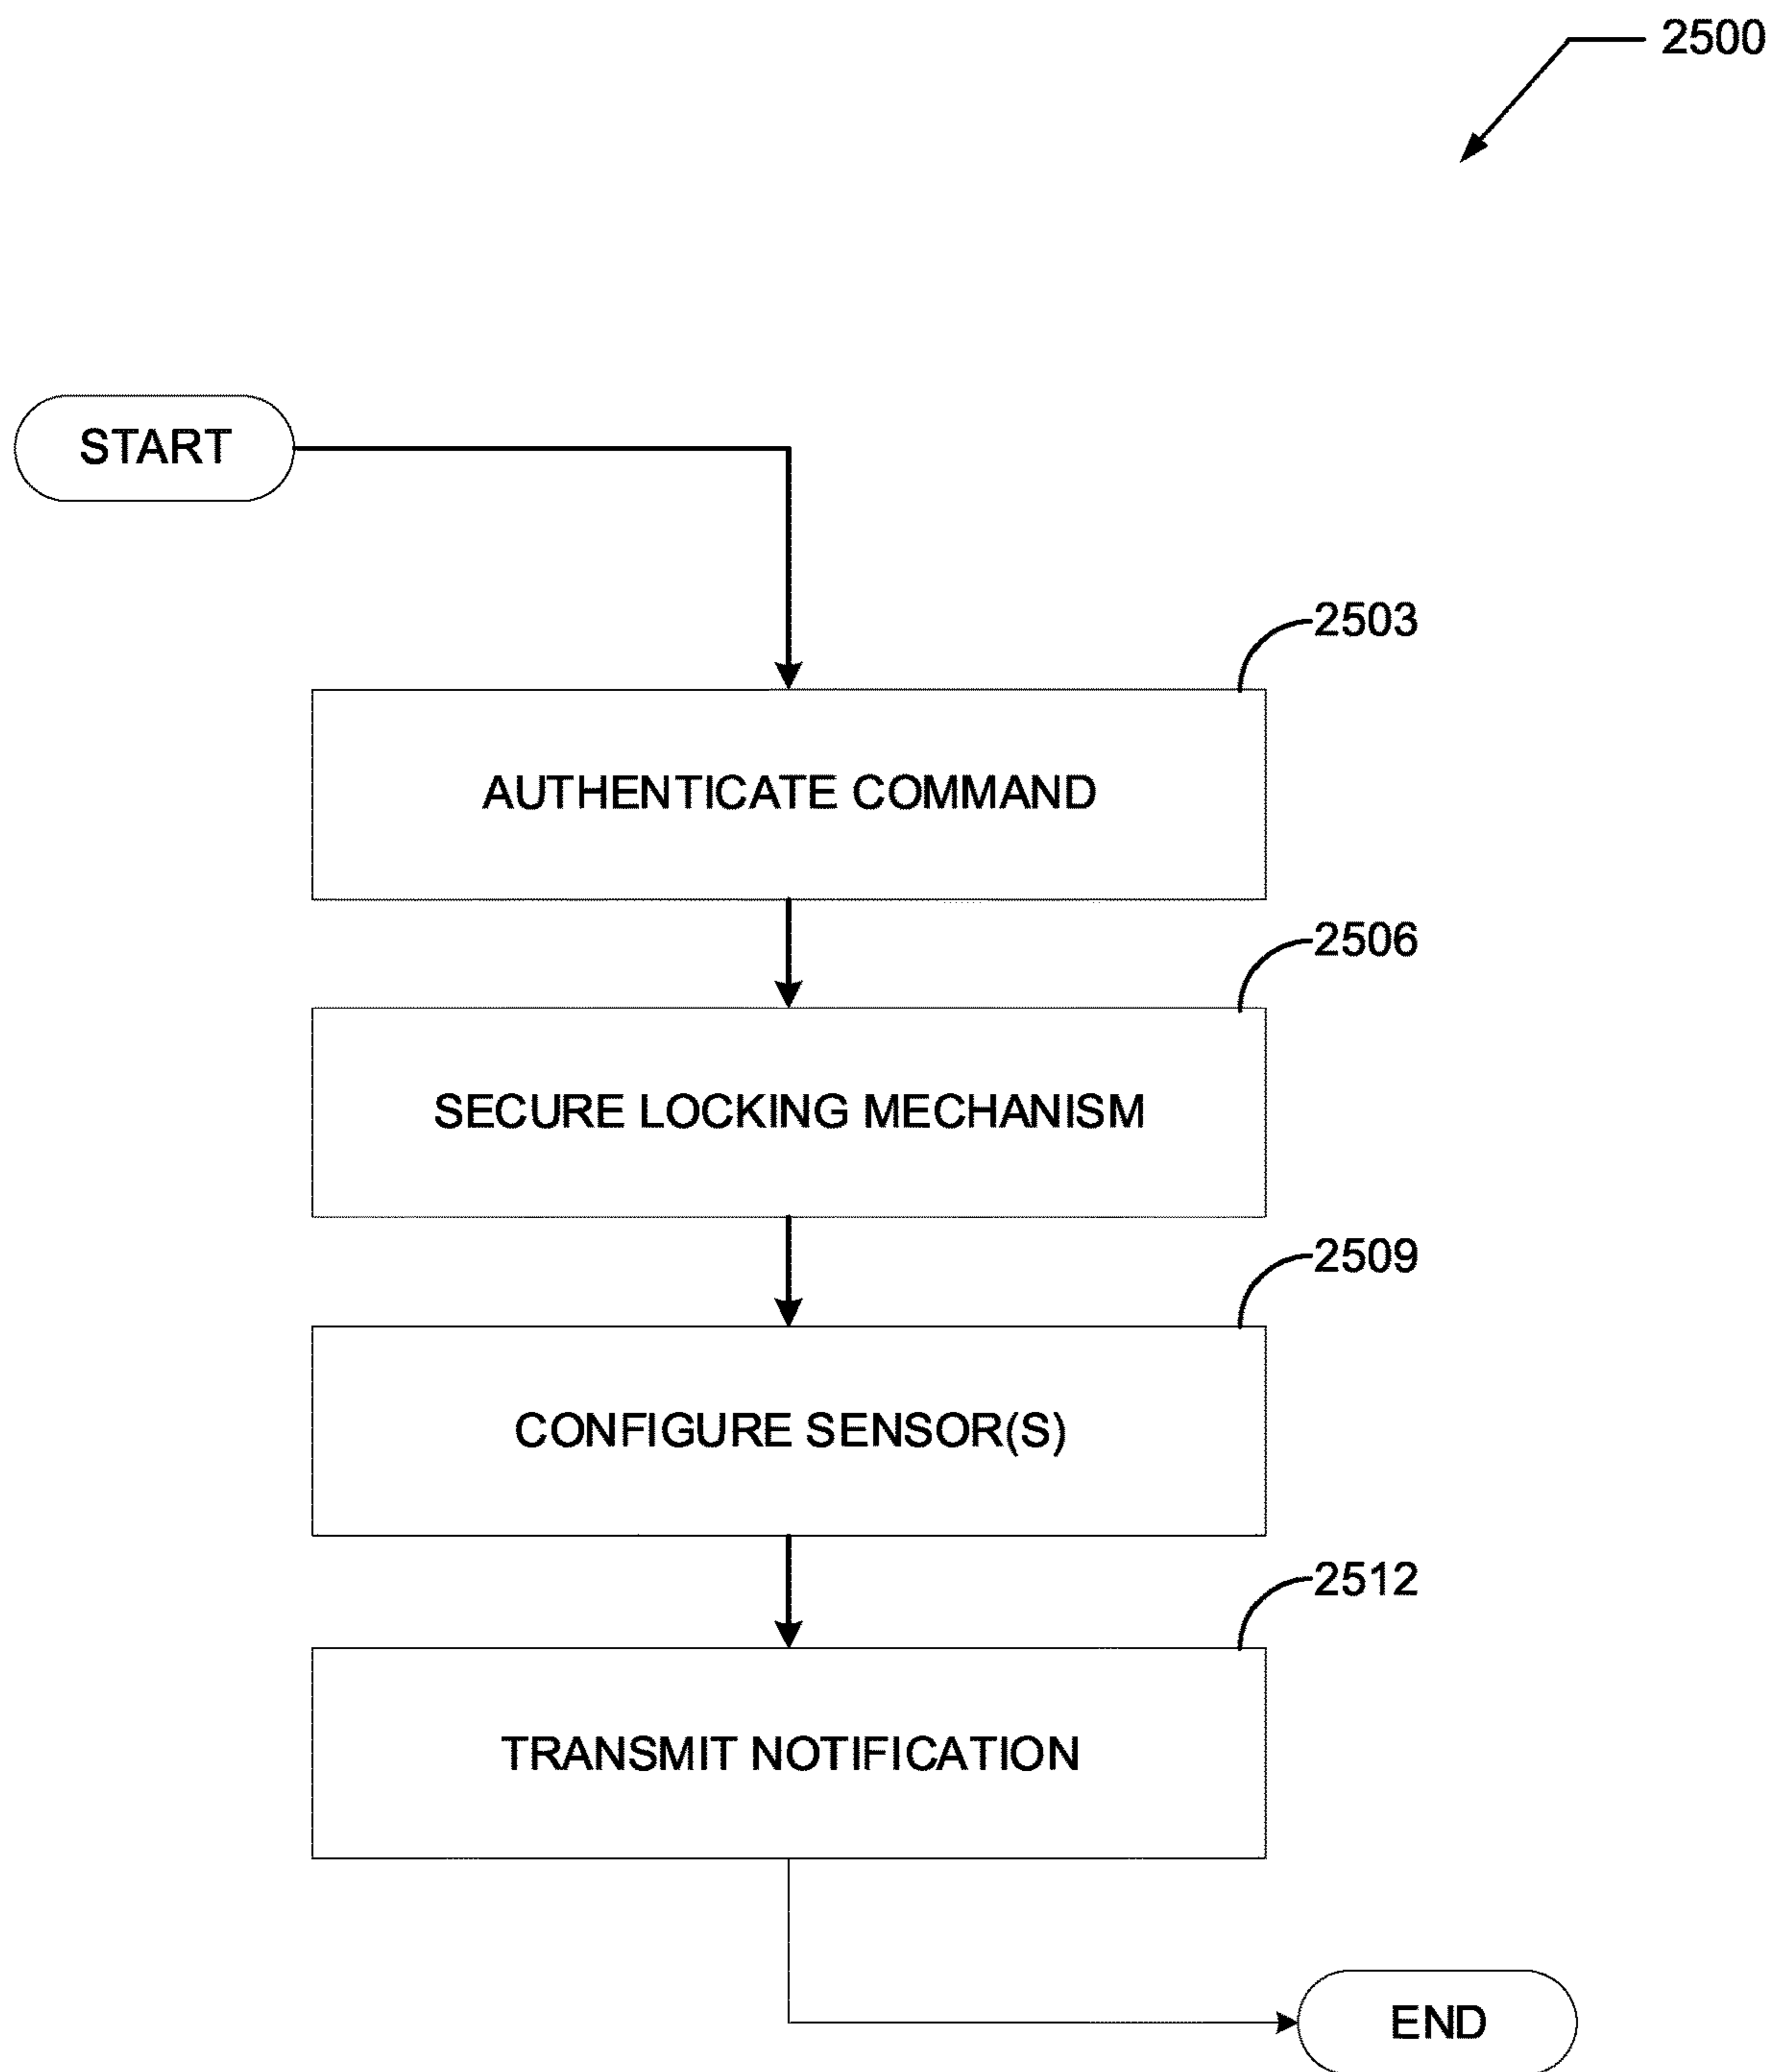 2500
START
2503
AUTHENTICATE COMMAND
2506
SECURE LOCKING MECHANISM
2509
CONFIGURE SENSOR(S)
2512
TRANSMIT NOTIFICATION
END